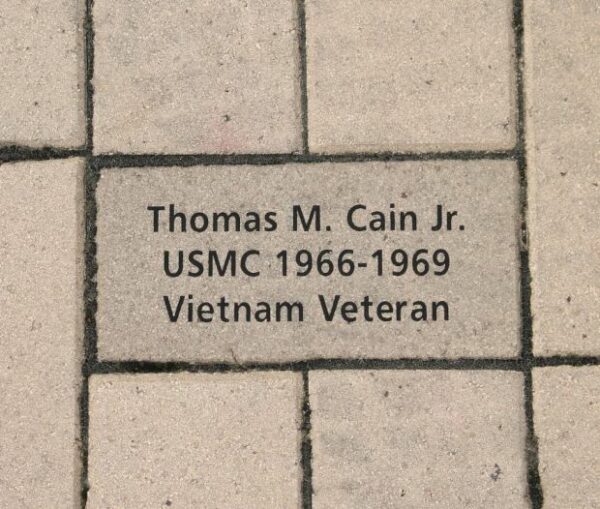 Thomas M. Cain Jr.
USMC 1966-1969
Vietnam Veteran